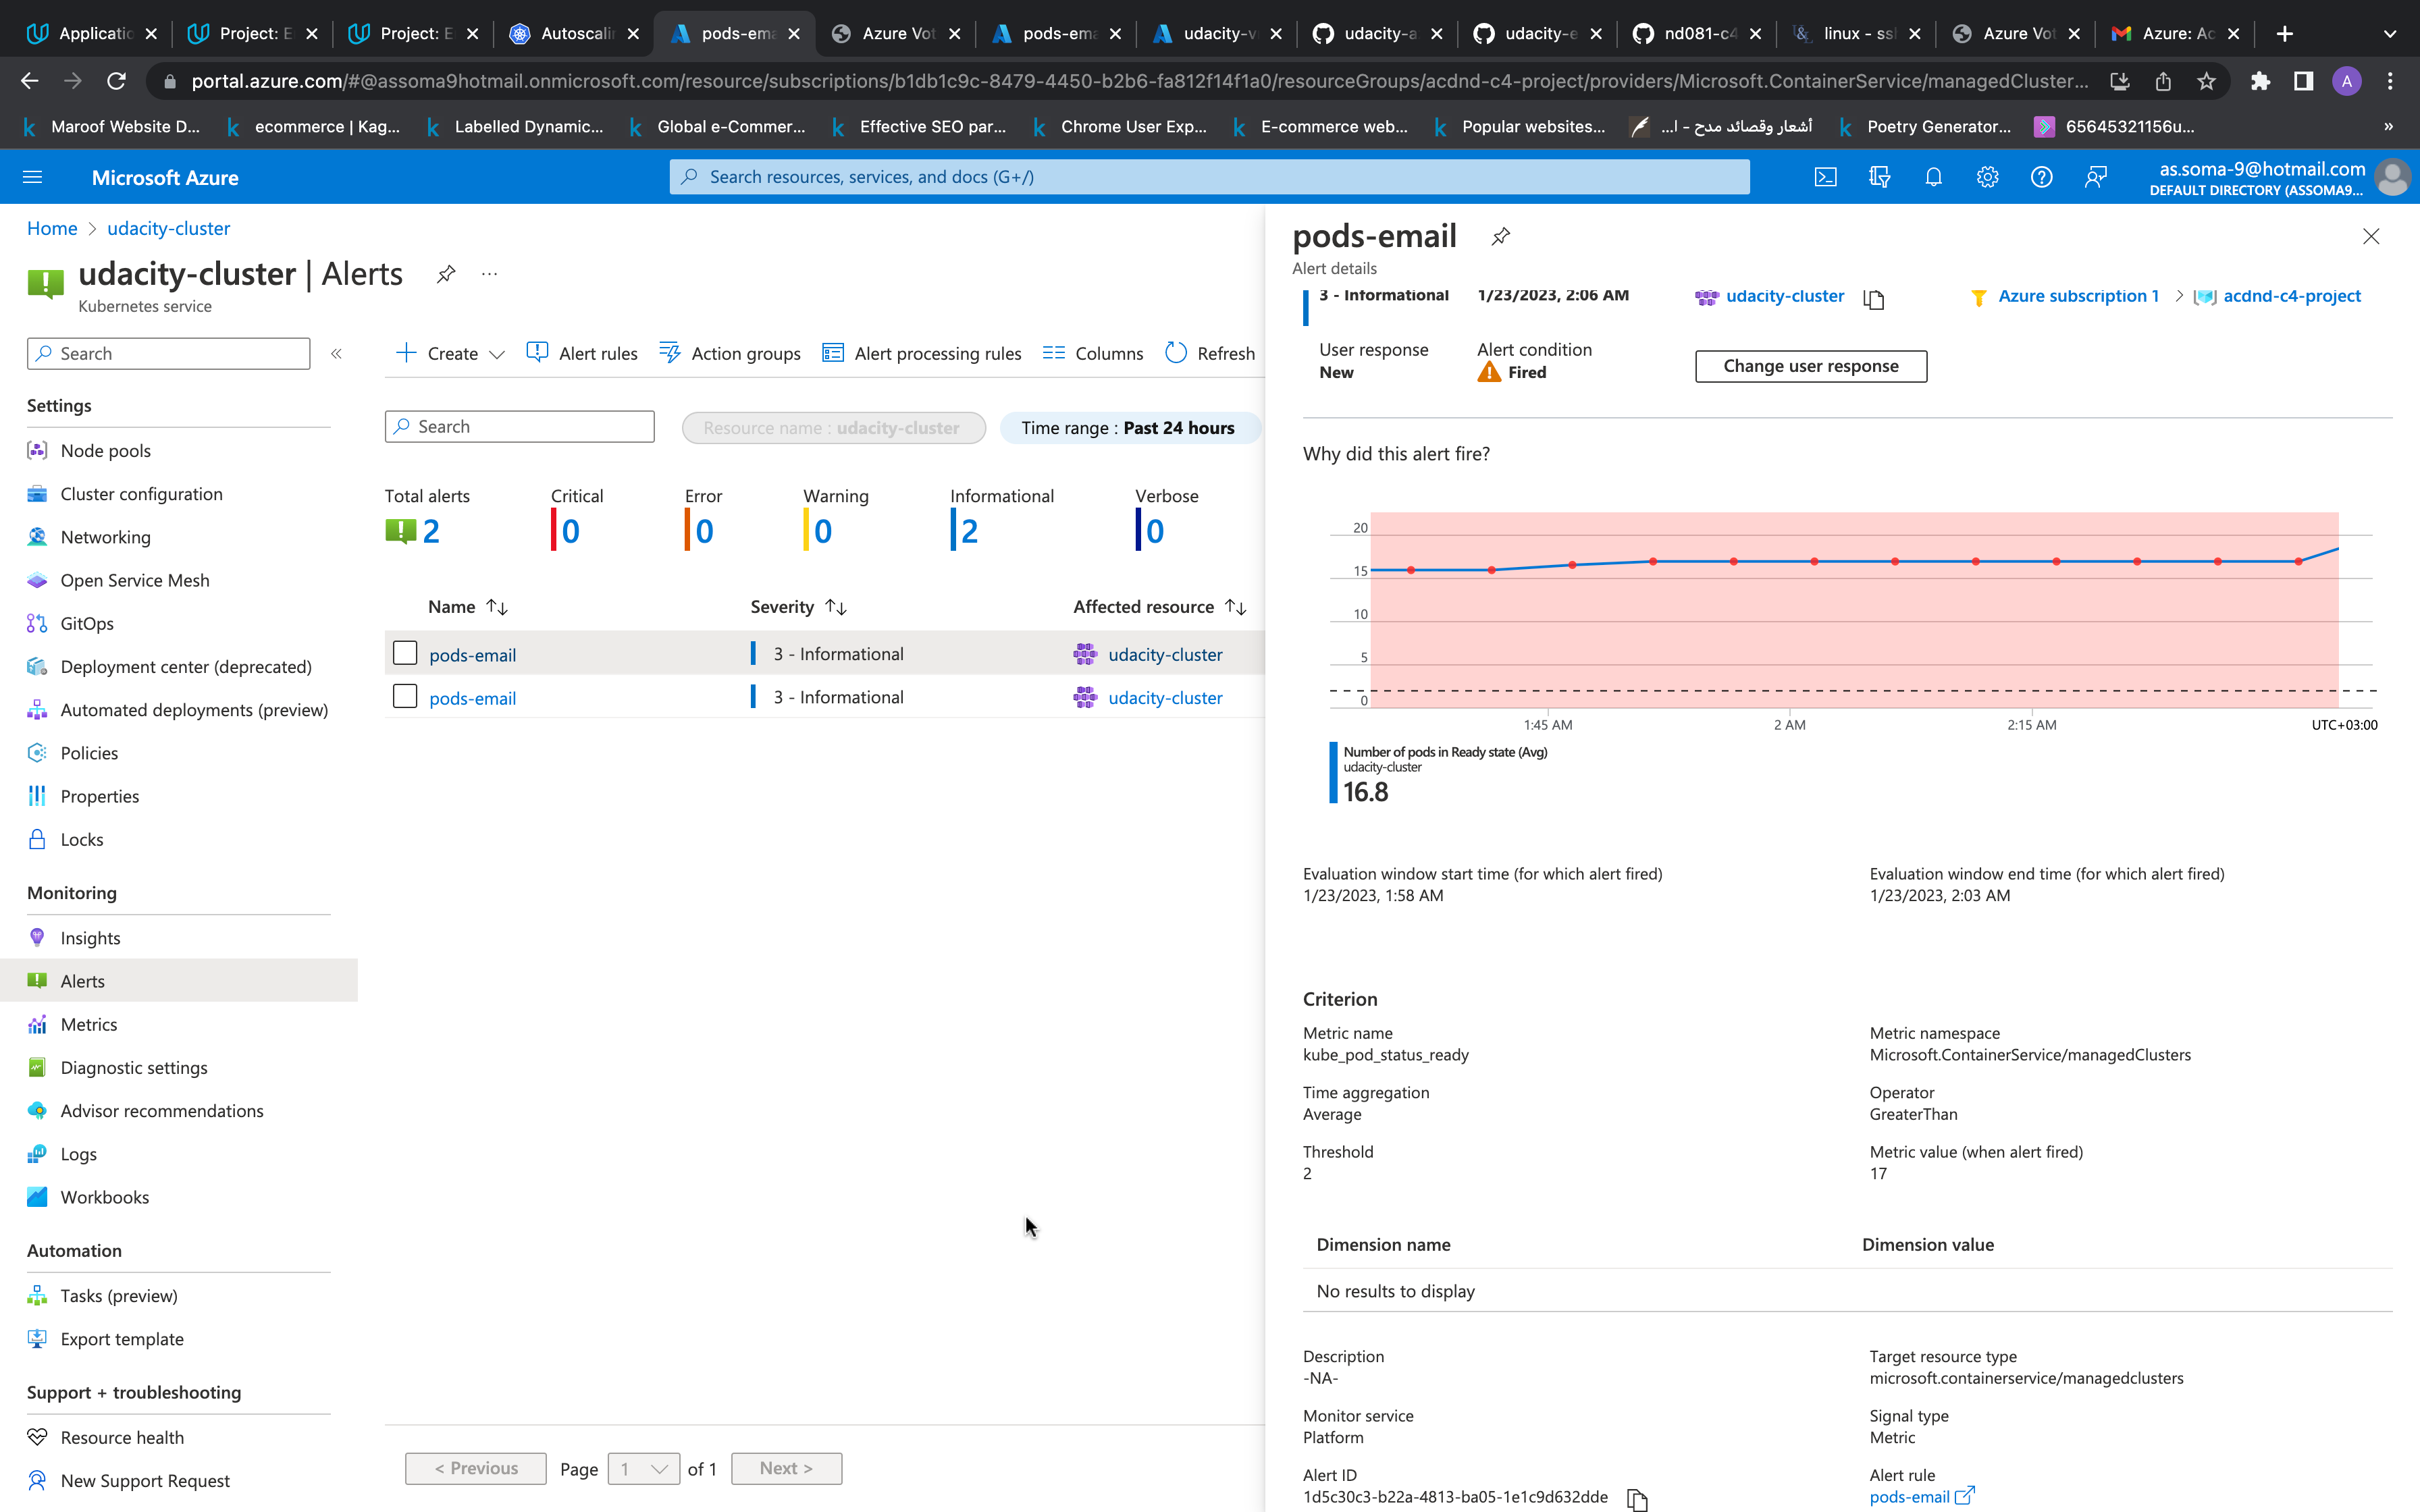 Applicatio
Project: E
Project: E
Autoscalin
pods-ema
Azure Vot
pods-ema
udacity-v
udacity-a
udacity-e
nd081-c4
linux - ssh
Azure Vot
Azure: Ac
portal.azure.com/#@assoma9hotmail.onmicrosoft.com/resource/subscriptions/b1db1c9c-8479-4450-b2b6-fa812f14f1a0/resourceGroups/acdnd-c4-project/providers/Microsoft.ContainerService/managedCluster...
A
Maroof Website D...
ecommerce | Kag...
Labelled Dynamic...
Global e-Commer...
Effective SEO par...
Chrome User Exp...
E-commerce web...
Popular websites...
أشعار وقصائد مدح - ا...
Poetry Generator...
65645321156u...
»
Microsoft Azure
Search resources, services, and docs (G+/)
as.soma-9@hotmail.com
DEFAULT DIRECTORY (ASSOMA9...
Home > udacity-cluster
udacity-cluster | Alerts
Kubernetes service
Search
Settings
Node pools
Cluster configuration
Networking
Open Service Mesh
GitOps
Deployment center (deprecated)
Automated deployments (preview)
Policies
Properties
Locks
Monitoring
Insights
Alerts
Metrics
Diagnostic settings
Advisor recommendations
Logs
Workbooks
Automation
Tasks (preview)
Export template
Support + troubleshooting
Resource health
New Support Request
Create
Alert rules
Action groups
Alert processing rules
Columns
Refresh
Search
Resource name : udacity-cluster
Time range : Past 24 hours
Total alerts
2
Critical
0
Error
0
Warning
0
Informational
2
Verbose
0
Name
Severity
Affected resource
pods-email
3 - Informational
udacity-cluster
pods-email
3 - Informational
udacity-cluster
< Previous
Page
1
of 1
Next >
pods-email
Alert details
3 - Informational
1/23/2023, 2:06 AM
udacity-cluster
Azure subscription 1 > acdnd-c4-project
User response
New
Alert condition
Fired
Change user response
Why did this alert fire?
20
15
10
5
0
1:45 AM
2 AM
2:15 AM
UTC+03:00
Number of pods in Ready state (Avg)
udacity-cluster
16.8
Evaluation window start time (for which alert fired)
1/23/2023, 1:58 AM
Evaluation window end time (for which alert fired)
1/23/2023, 2:03 AM
Criterion
Metric name
kube_pod_status_ready
Metric namespace
Microsoft.ContainerService/managedClusters
Time aggregation
Average
Operator
GreaterThan
Threshold
2
Metric value (when alert fired)
17
Dimension name
Dimension value
No results to display
Description
-NA-
Target resource type
microsoft.containerservice/managedclusters
Monitor service
Platform
Signal type
Metric
Alert ID
1d5c30c3-b22a-4813-ba05-1e1c9d632dde
Alert rule
pods-email